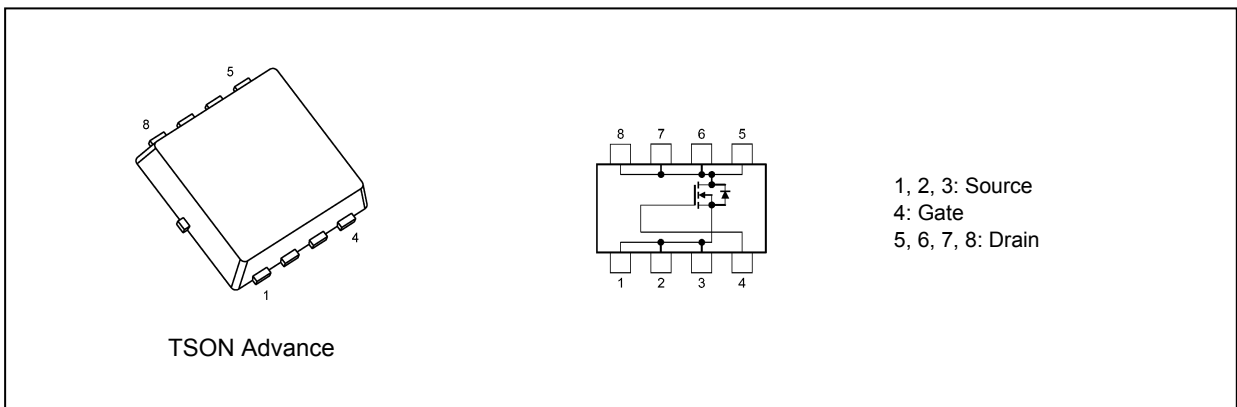 5
8
4
1
TSON Advance
8 7 6 5
1 2 3 4
1, 2, 3: Source
4: Gate
5, 6, 7, 8: Drain